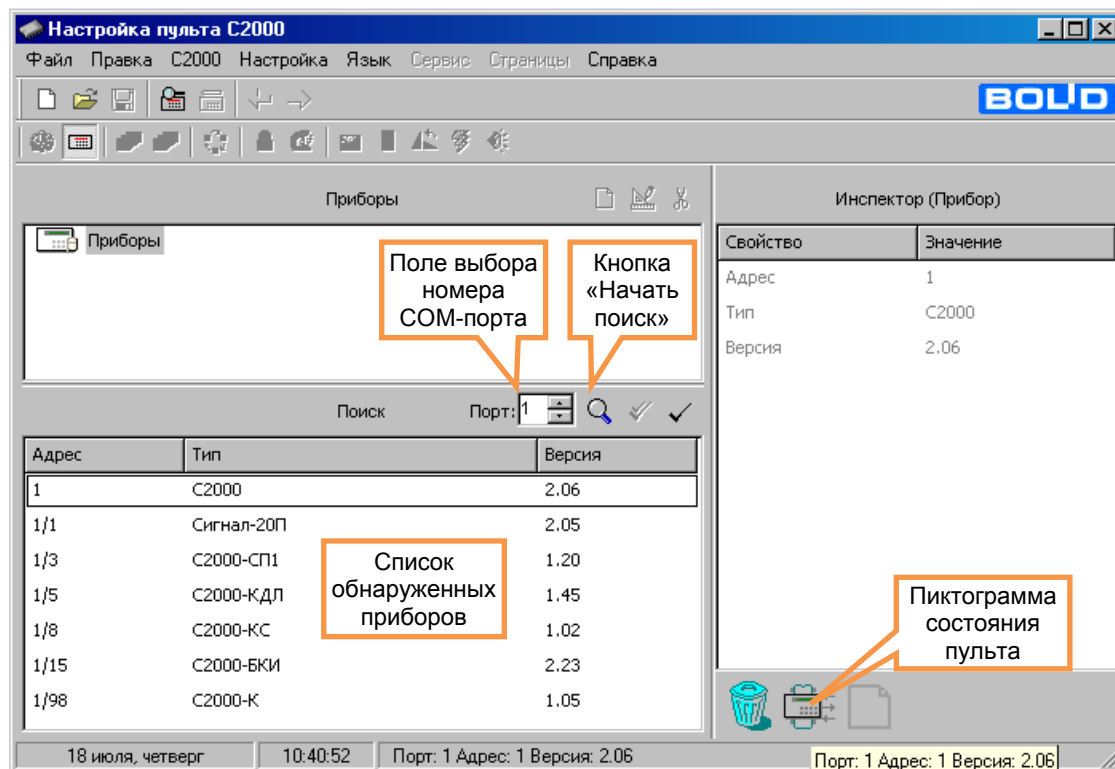 Настройка пульта С2000
Файл Правка С2000 Настройка Язык Сервис Страницы Справка
BOLID
Приборы
Инспектор (Прибор)
Приборы
Поле выбора
номера
COM-порта
Кнопка
«Начать
поиск»
Свойство Значение
Адрес 1
Тип С2000
Версия 2.06
Поиск Порт: 1
Адрес Тип Версия
1 С2000 2.06
1/1 Сигнал-20П 2.05
1/3 С2000-СП1 1.20
1/5 С2000-КДЛ 1.45
1/8 С2000-КС 1.02
1/15 С2000-БКИ 2.23
1/98 С2000-К 1.05
Список
обнаруженных
приборов
Пиктограмма
состояния
пульта
18 июля, четверг 10:40:52 Порт: 1 Адрес: 1 Версия: 2.06
Порт: 1 Адрес: 1 Версия: 2.06